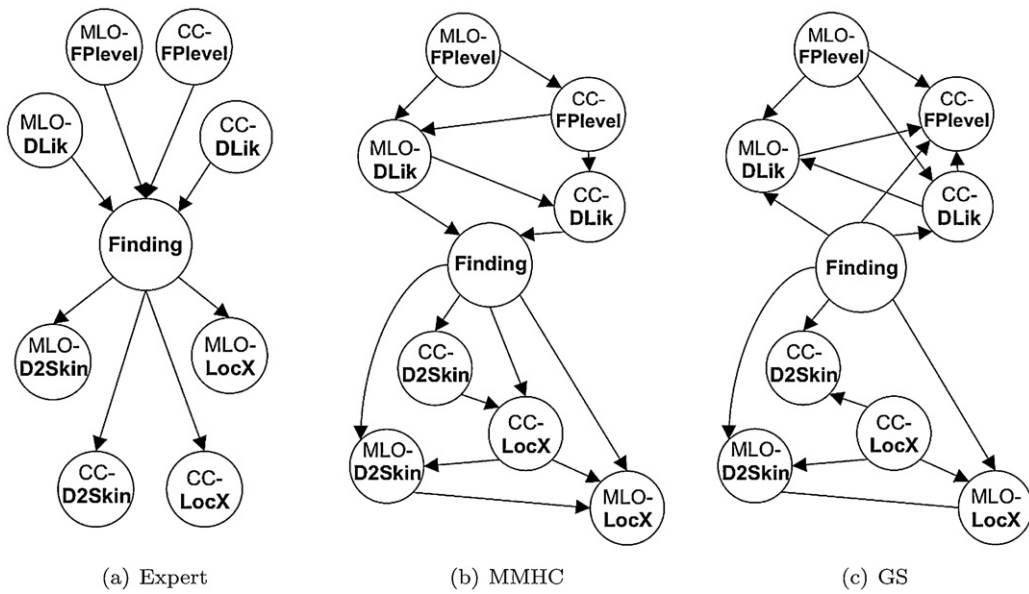 MLO-
FPlevel
CC-
FPlevel
MLO-
DLik
CC-
DLik
Finding
MLO-
D2Skin
MLO-
LocX
CC-
D2Skin
CC-
LocX
(a) Expert
MLO-
FPlevel
CC-
FPlevel
MLO-
DLik
CC-
DLik
Finding
CC-
D2Skin
CC-
LocX
MLO-
D2Skin
MLO-
LocX
(b) MMHC
MLO-
FPlevel
CC-
FPlevel
MLO-
DLik
CC-
DLik
Finding
CC-
D2Skin
CC-
LocX
MLO-
D2Skin
MLO-
LocX
(c) GS